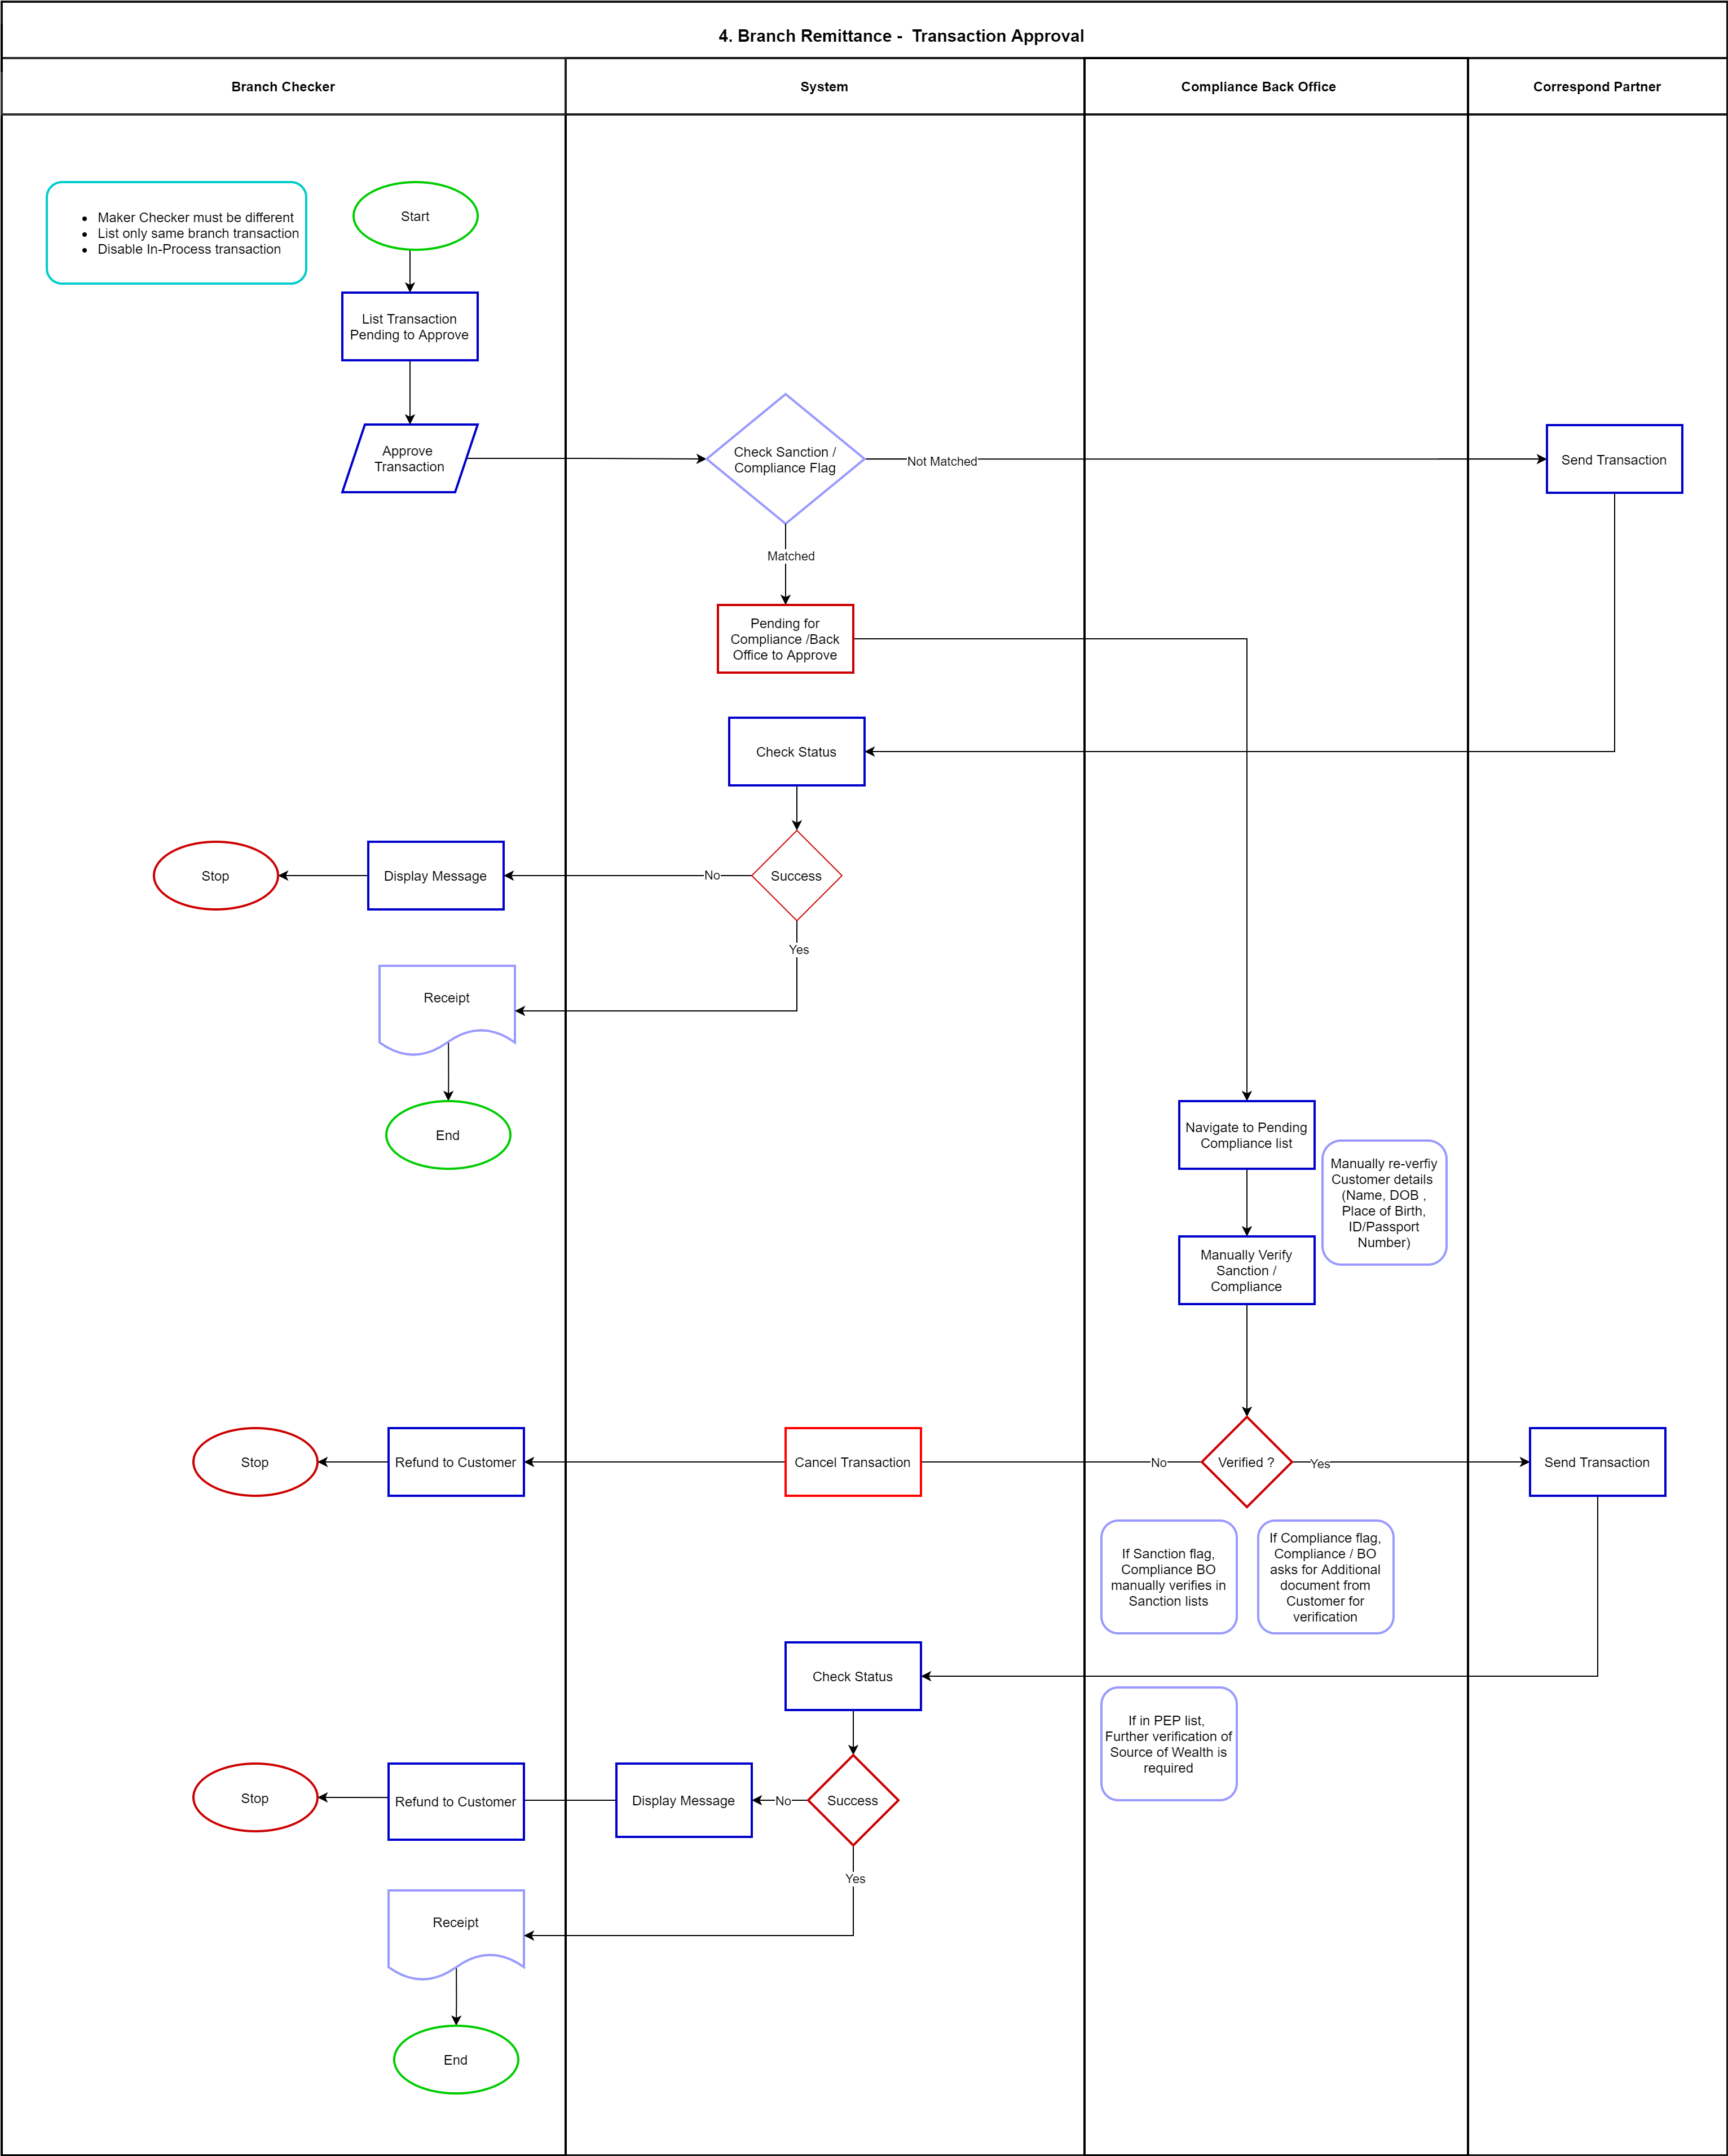 4. Branch Remittance -  Transaction Approval
Branch Checker
System
Compliance Back Office
Correspond Partner
Maker Checker must be different
List only same branch transaction
Disable In-Process transaction
Start
List Transaction
Pending to Approve
Approve
Transaction
Check Sanction /
Compliance Flag
Not Matched
Send Transaction
Matched
Pending for
Compliance /Back
Office to Approve
Check Status
Stop
Display Message
No
Success
Yes
Receipt
End
Navigate to Pending
Compliance list
Manually re-verfiy
Customer details
(Name, DOB ,
Place of Birth,
ID/Passport
Number)
Manually Verify
Sanction /
Compliance
Stop
Refund to Customer
Cancel Transaction
No
Verified ?
Yes
Send Transaction
If Sanction flag,
Compliance BO
manually verifies in
Sanction lists
If Compliance flag,
Compliance / BO
asks for Additional
document from
Customer for
verification
Check Status
If in PEP list,
Further verification of
Source of Wealth is
required
Stop
Refund to Customer
Display Message
No
Success
Yes
Receipt
End